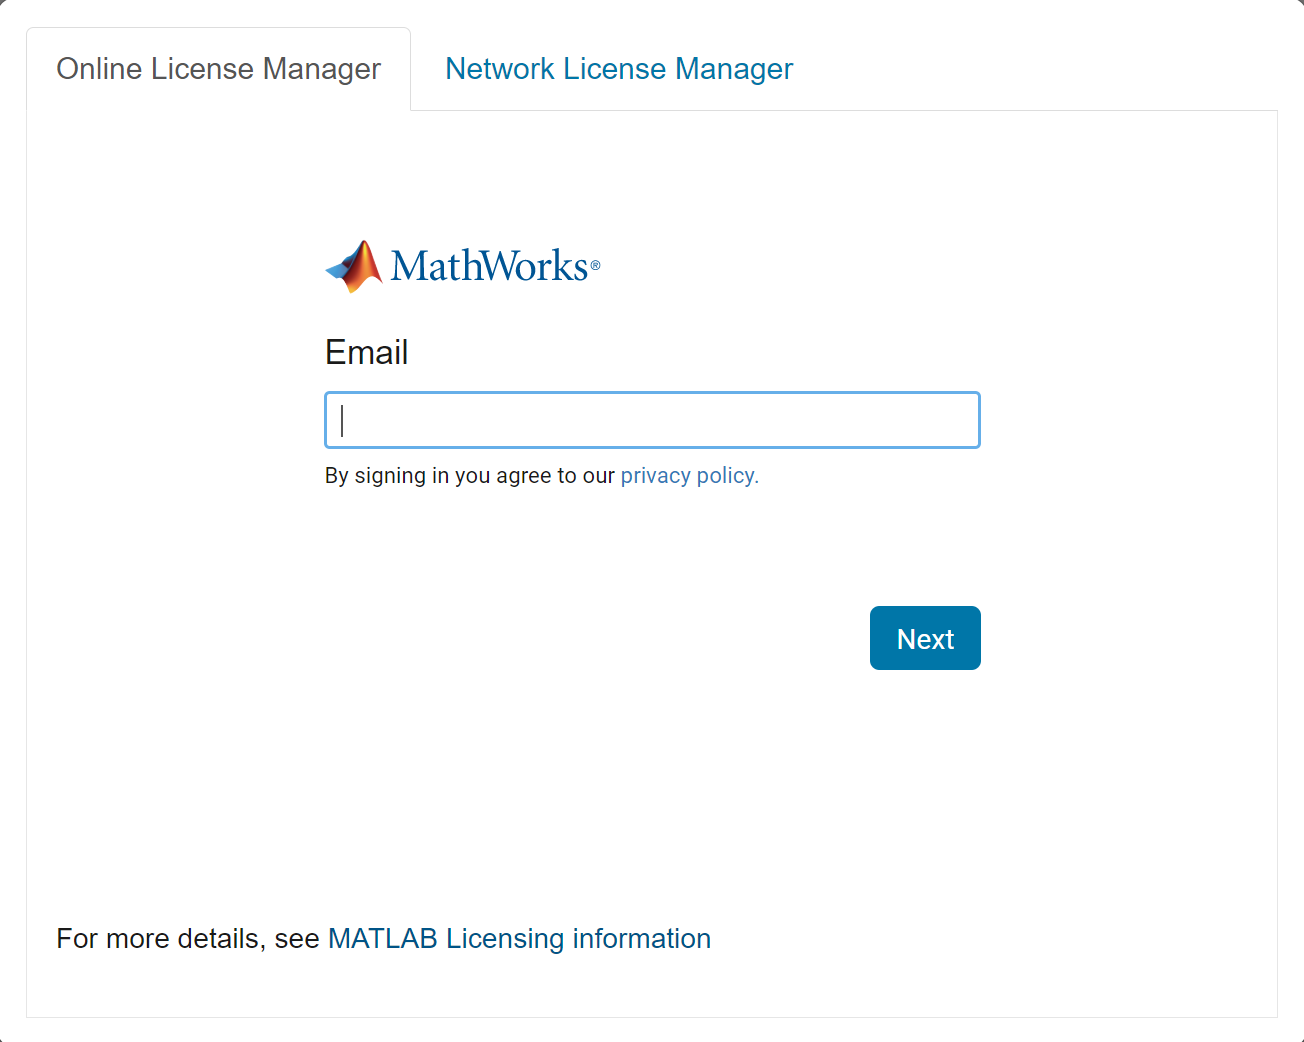 Online License Manager
Network License Manager
MathWorks®
Email
By signing in you agree to our privacy policy.
Next
For more details, see MATLAB Licensing information